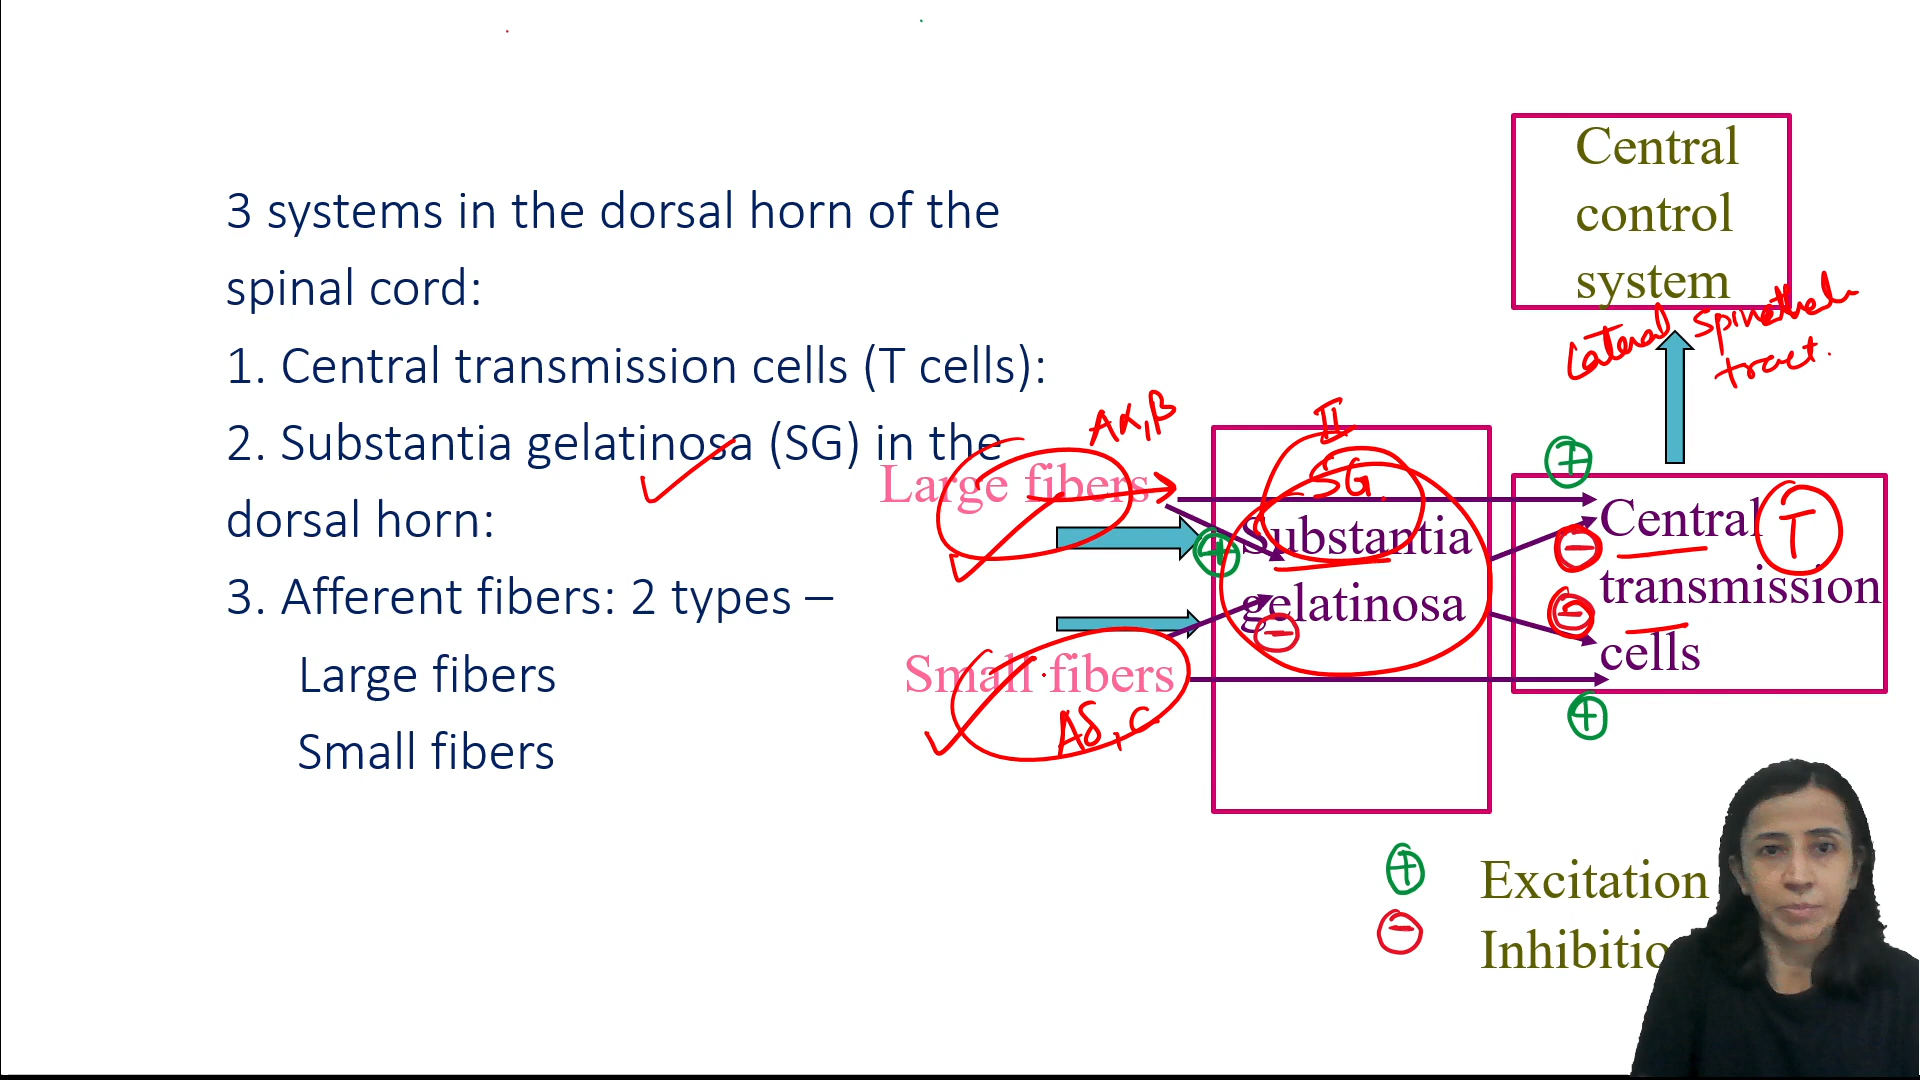 3 systems in the dorsal horn of the
spinal cord:
1. Central transmission cells (T cells):
2. Substantia gelatinosa (SG) in the
dorsal horn:
3. Afferent fibers: 2 types –
Large fibers
Small fibers
Central
control
system
Lateral
tract.
Aα, β
Large fibers
II
SG.
Substantia
gelatinosa
Central
T
transmission
cells
Small fibers
Aδ, C
Excitation